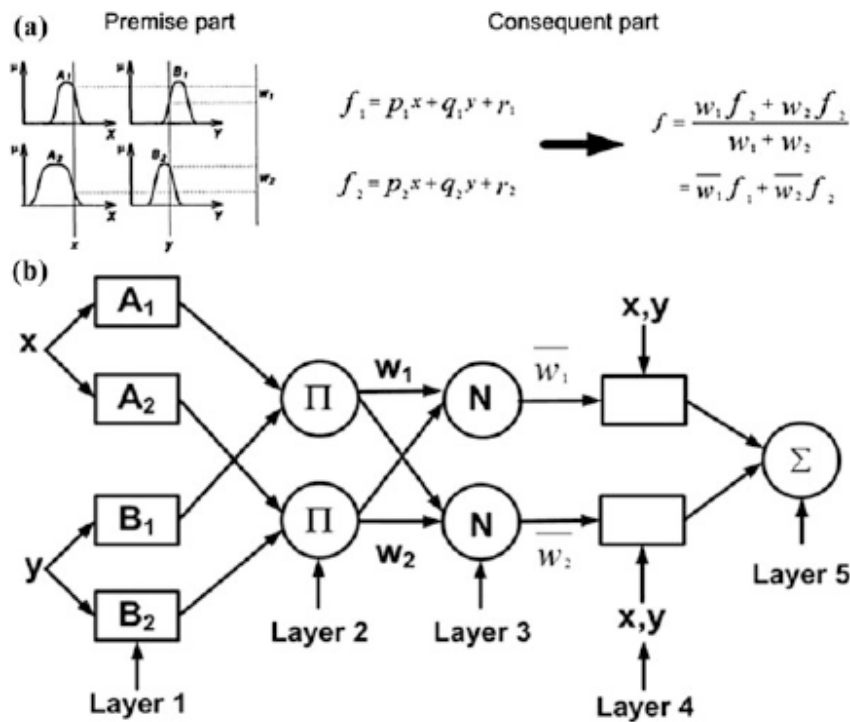 (a) Premise part Consequent part
μ A₁ X μ B₁ Y w₁
μ A₂ X μ B₂ Y w₂
x y
f₁ = p₁x + q₁y + r₁
f₂ = p₂x + q₂y + r₂
f = (w₁f₂ + w₂f₂) / (w₁ + w₂)
= w̅₁f₁ + w̅₂f₂
(b)
A₁ x,y
x Π w₁ N w̅₁
A₂ Σ
B₁ Π w₂ N w̅₂
y Layer 5
B₂ Layer 2 Layer 3 x,y
Layer 1 Layer 4